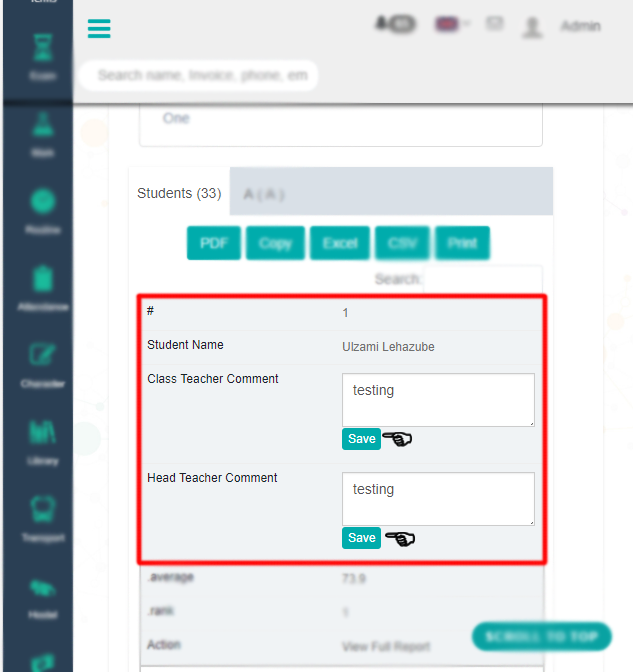 Exam
Admin
Search name, Invoice, phone, em
One
Mark
Students (33)
A ( A )
Routine
PDF
Copy
Excel
CSV
Print
Search:
Attendance
#
1
Student Name
Ulzami Lehazube
Class Teacher Comment
testing
Save
Character
Library
Head Teacher Comment
testing
Save
Transport
.average
73.9
.rank
1
Hostel
Action
View Full Report
SCROLL TO TOP